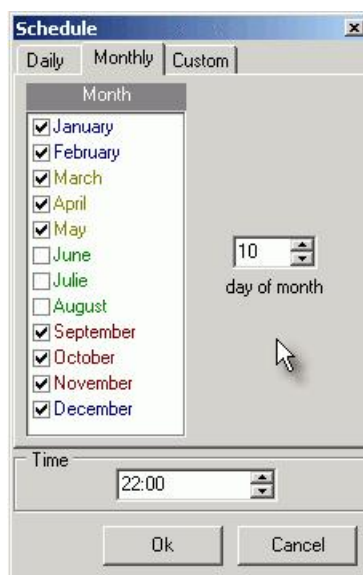 Schedule
Daily Monthly Custom
Month
January
February
March
April
May
June
Julie
August
September
October
November
December
10
day of month
Time
22:00
Ok Cancel